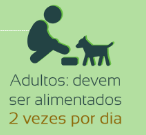 Adultos: devem
ser alimentados
2 vezes por dia